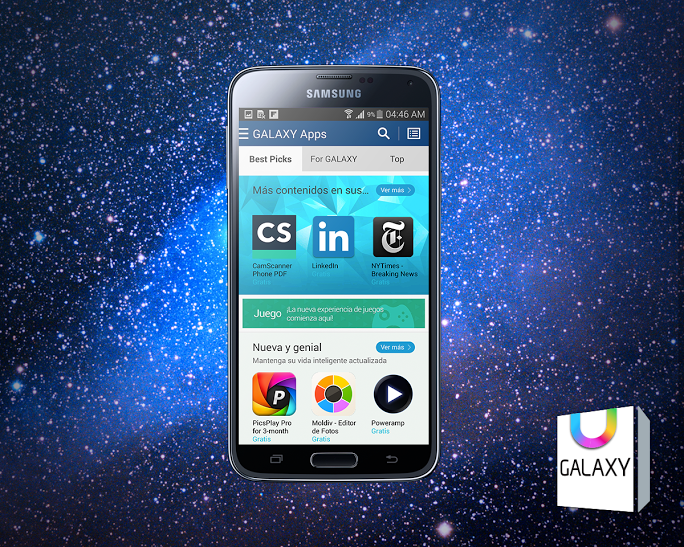 SAMSUNG
9% 04:46 AM
GALAXY Apps
Best Picks For GALAXY Top
Más contenidos en sus... Ver más >
CS in T
CamScanner LinkedIn NYTimes -
Phone PDF Breaking News
Gratis Gratis Gratis
Juego ¡La nueva experiencia de juegos
comienza aquí!
Nueva y genial Ver más >
Mantenga su vida inteligente actualizada
P
PicsPlay Pro Moldiv - Editor Poweramp
for 3-month de Fotos Gratis
Gratis Gratis
GALAXY